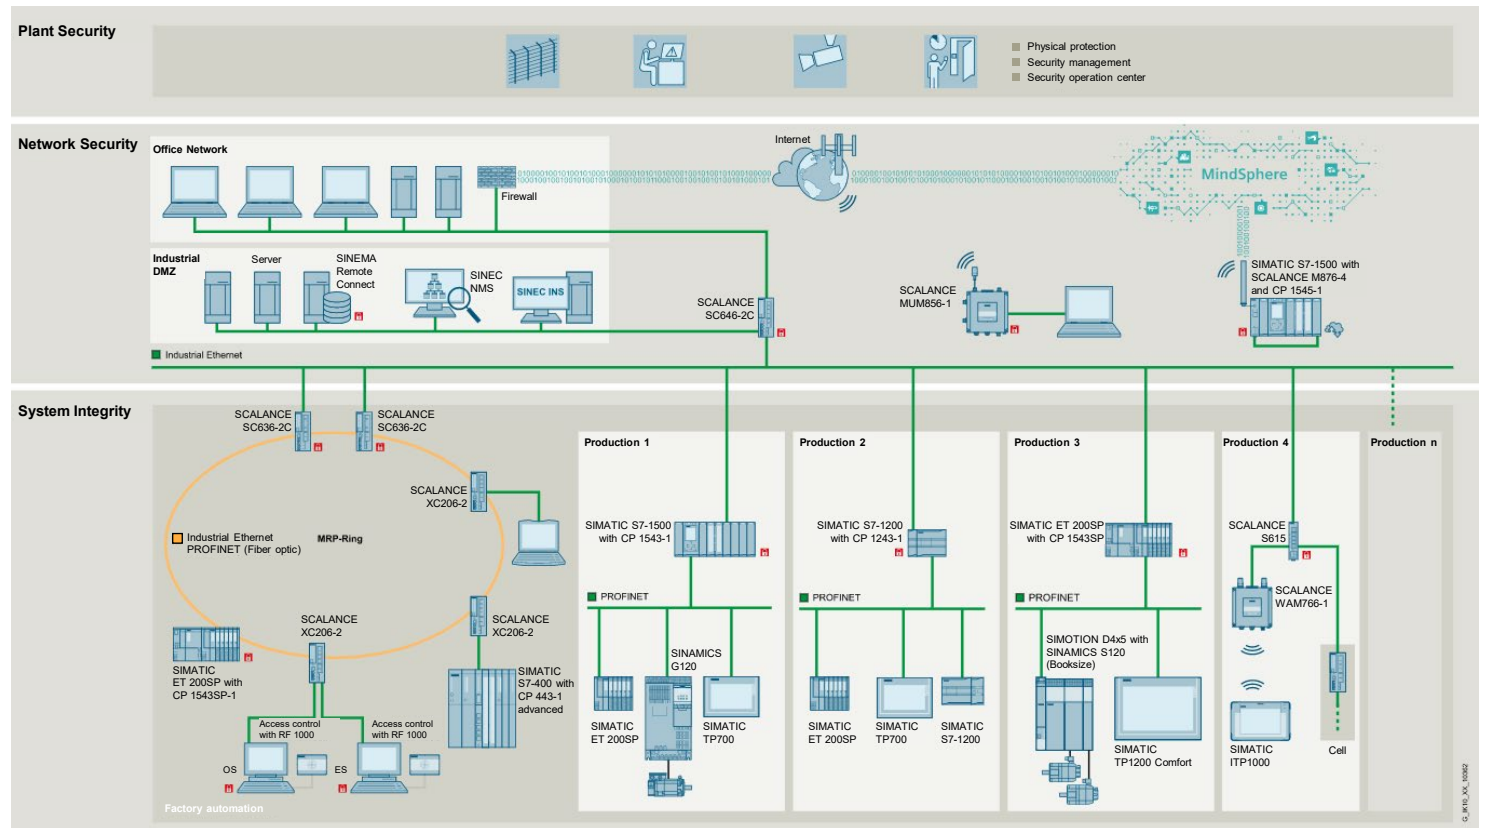 Plant Security
Physical protection
Security management
Security operation center
Network Security
Office Network
Firewall
Internet
MindSphere
Industrial
DMZ
Server
SINEMA
Remote
Connect
SINEC
NMS
SINEC INS
SCALANCE
SC646-2C
SCALANCE
MUM856-1
SIMATIC S7-1500 with
SCALANCE M876-4
and CP 1545-1
Industrial Ethernet
System Integrity
SCALANCE
SC636-2C
SCALANCE
SC636-2C
SCALANCE
XC206-2
Industrial Ethernet
PROFINET (Fiber optic)
MRP-Ring
SCALANCE
XC206-2
SCALANCE
XC206-2
SIMATIC
ET 200SP with
CP 1543SP-1
SIMATIC
S7-400 with
CP 443-1
advanced
Access control
with RF 1000
Access control
with RF 1000
OS
ES
Factory automation
Production 1
SIMATIC S7-1500
with CP 1543-1
PROFINET
SINAMICS
G120
SIMATIC
ET 200SP
SIMATIC
TP700
Production 2
SIMATIC S7-1200
with CP 1243-1
PROFINET
SIMATIC
ET 200SP
SIMATIC
TP700
SIMATIC
S7-1200
Production 3
SIMATIC ET 200SP
with CP 1543SP
PROFINET
SIMOTION D4x5 with
SINAMICS S120
(Booksize)
SIMATIC
TP1200 Comfort
Production 4
SCALANCE
S615
SCALANCE
WAM766-1
SIMATIC
ITP1000
Cell
Production n
G_IK10_XX_10362